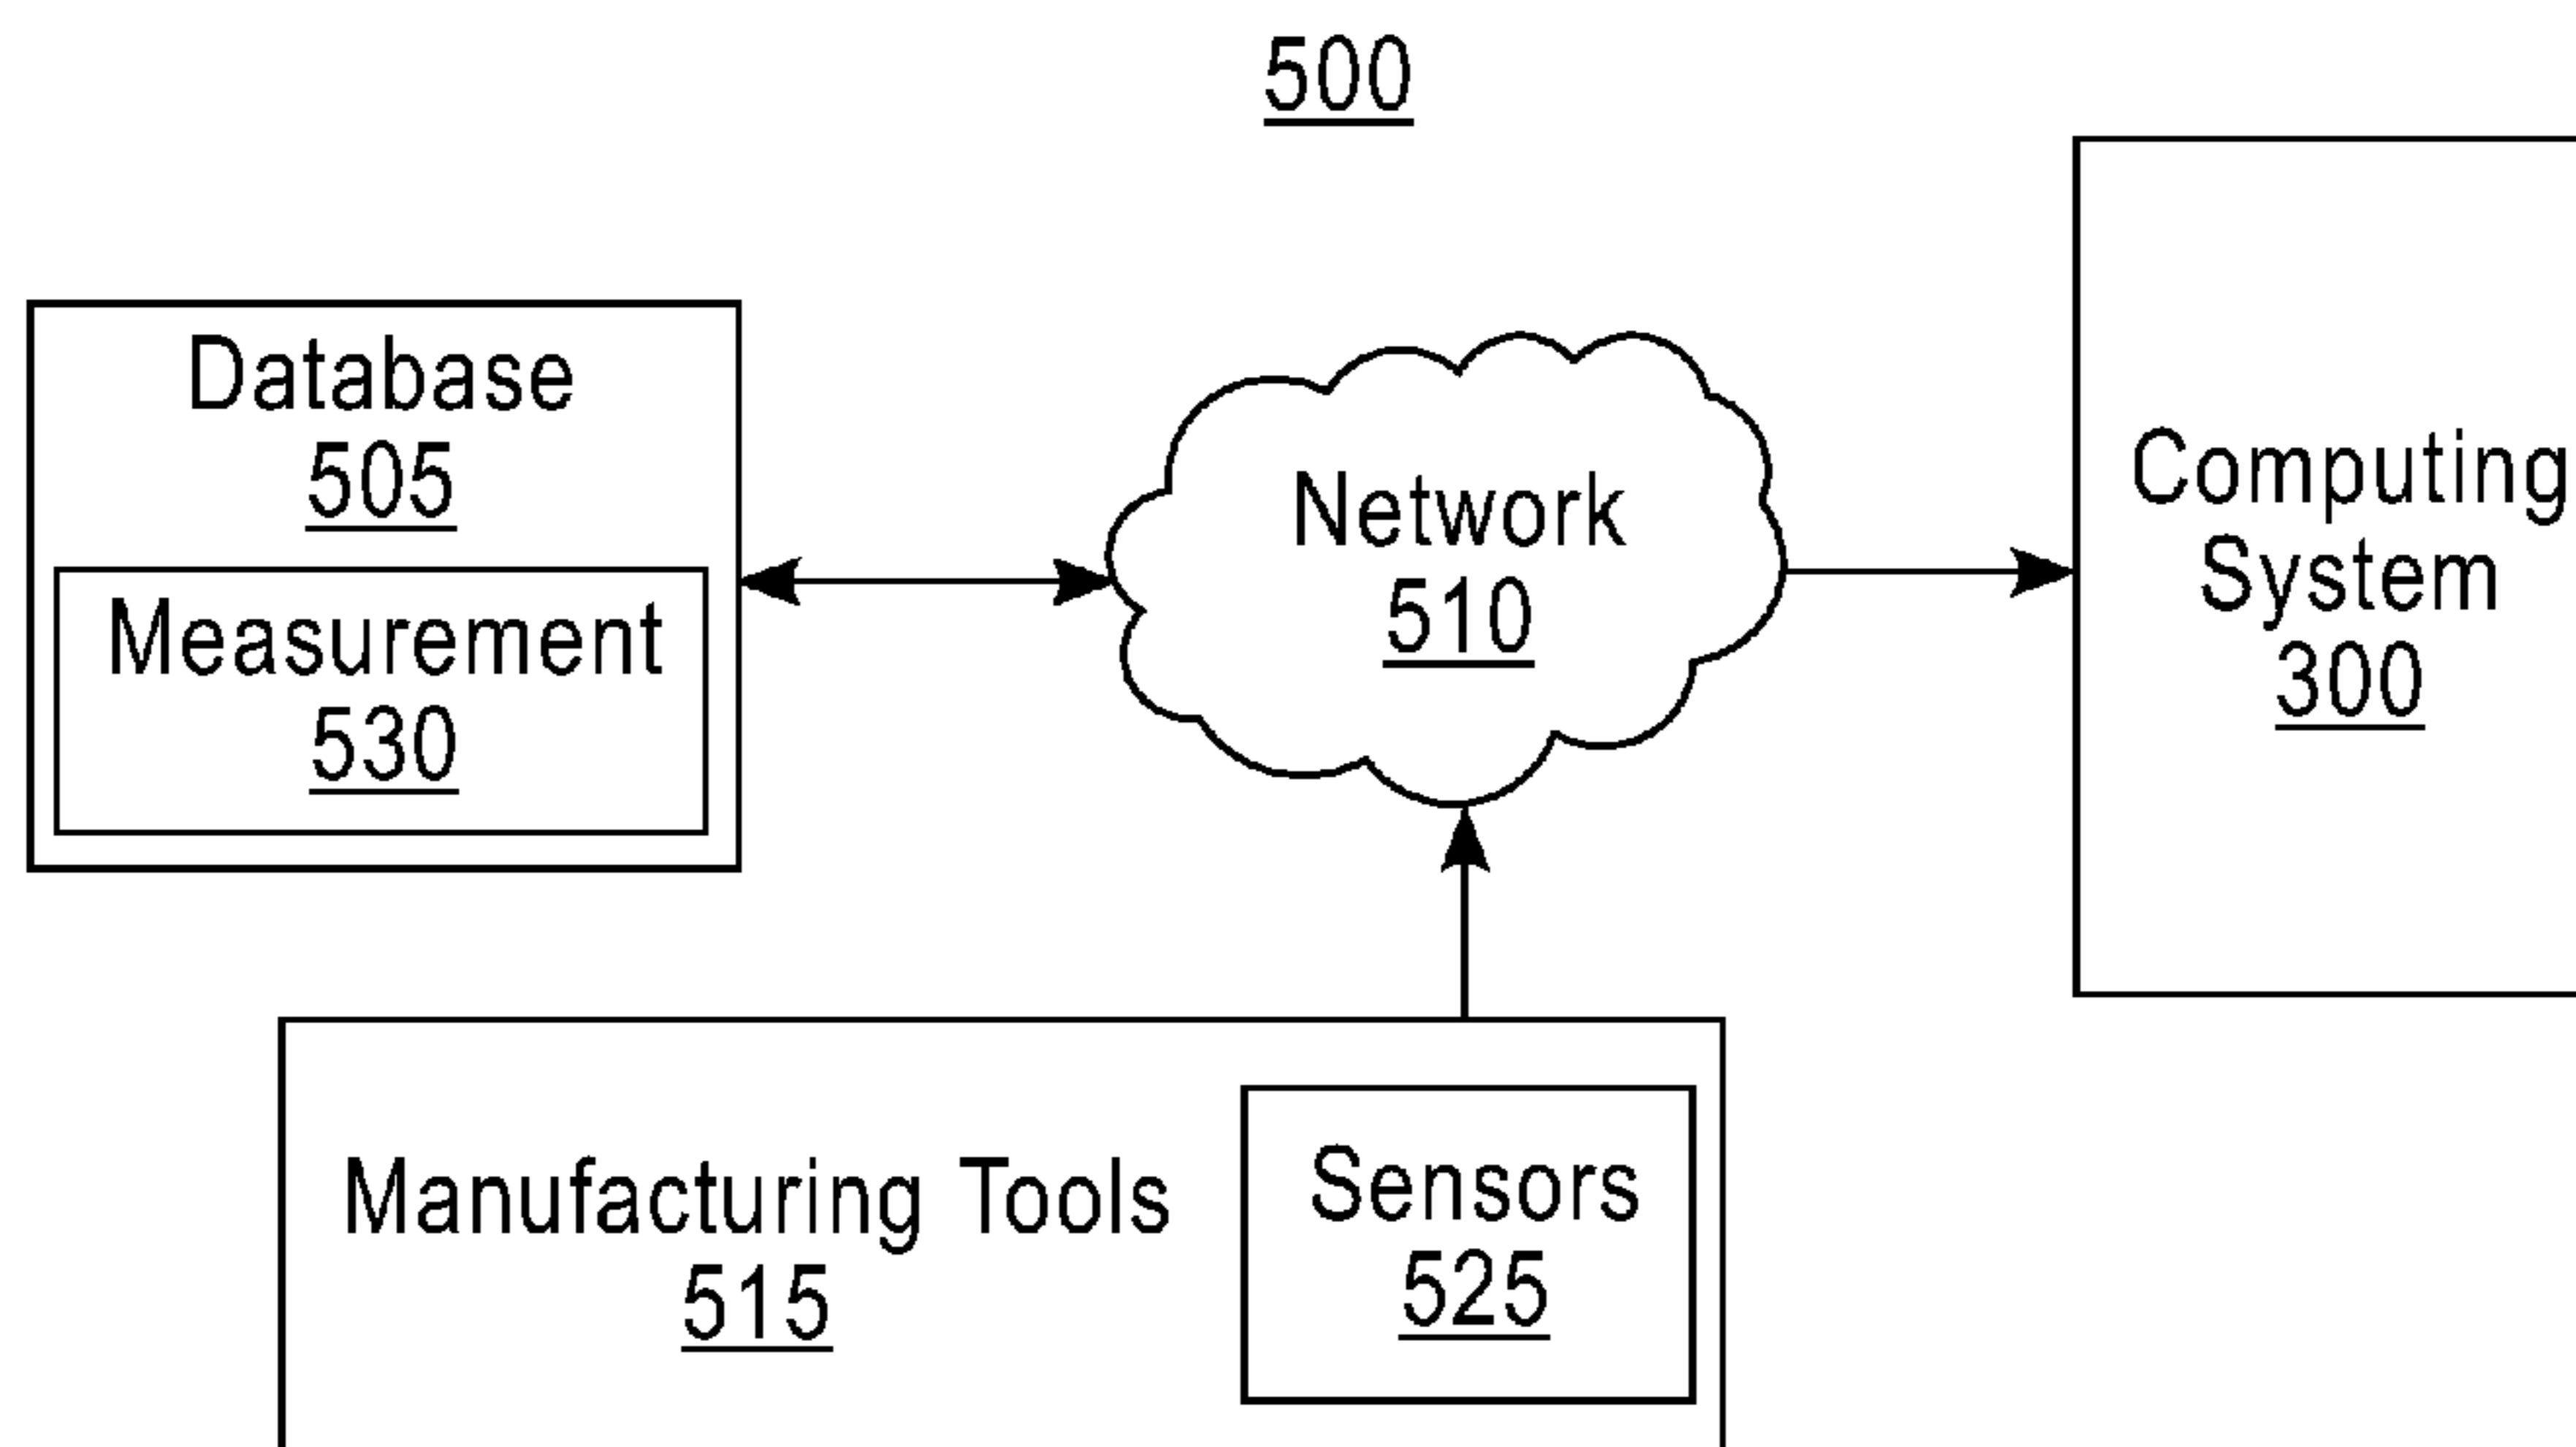 500
Database
505
Measurement
530
Network
510
Computing
System
300
Manufacturing Tools
515
Sensors
525